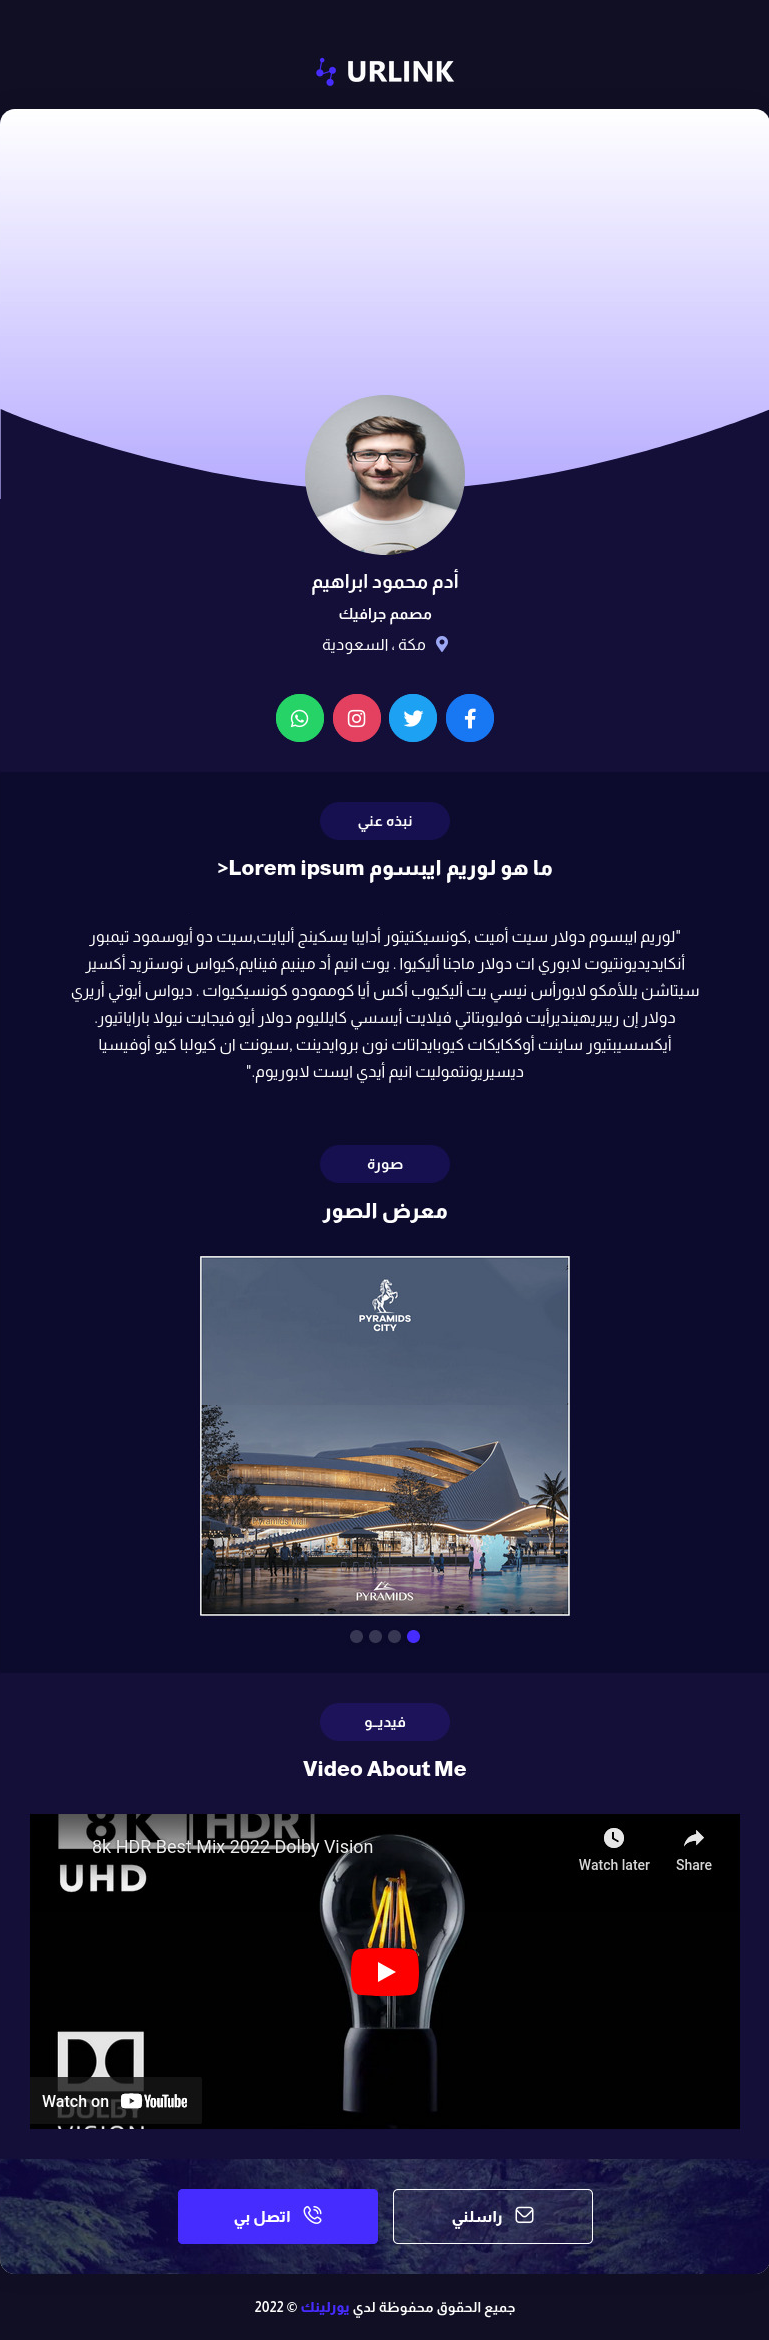 URLINK
أدم محمود ابراهيم
مصمم جرافيك
مكة ، السعودية
نبذه عني
ما هو لوريم ايبسوم Lorem ipsum<
"لوريم ايبسوم دولار سيت أميت ,كونسيكتيتور أدايبا يسكينج أليايت,سيت دو أيوسمود تيمبور
أنكايديديونتيوت لابوري ات دولار ماجنا أليكيوا . يوت انيم أد مينيم فينايم,كيواس نوستريد أكسير
سيتاشن يللأمكو لابورأس نيسي يت أليكيوب أكس أيا كوممودو كونسيكيوات . ديواس أيوتي أريري
دولار إن ريبريهينديرأيت فوليوبتاتي فيلايت أيسسي كايلليوم دولار أيو فيجايت نيولا باراياتيور.
أيكسسيبتيور ساينت أوككايكات كيوبايداتات نون بروايدينت ,سيونت ان كيولبا كيو أوفيسيا
ديسيريونتموليت انيم أيدي ايست لابوريوم."
صورة
معرض الصور
PYRAMIDS
CITY
Pyramids Mall
PYRAMIDS
فيديــو
Video About Me
8K HDR
8k HDR Best Mix 2022 Dolby Vision
Watch later
Share
UHD
Watch on YouTube
DOLBY
VISION
راسلني
اتصل بي
جميع الحقوق محفوظة لدي يورلينك © 2022